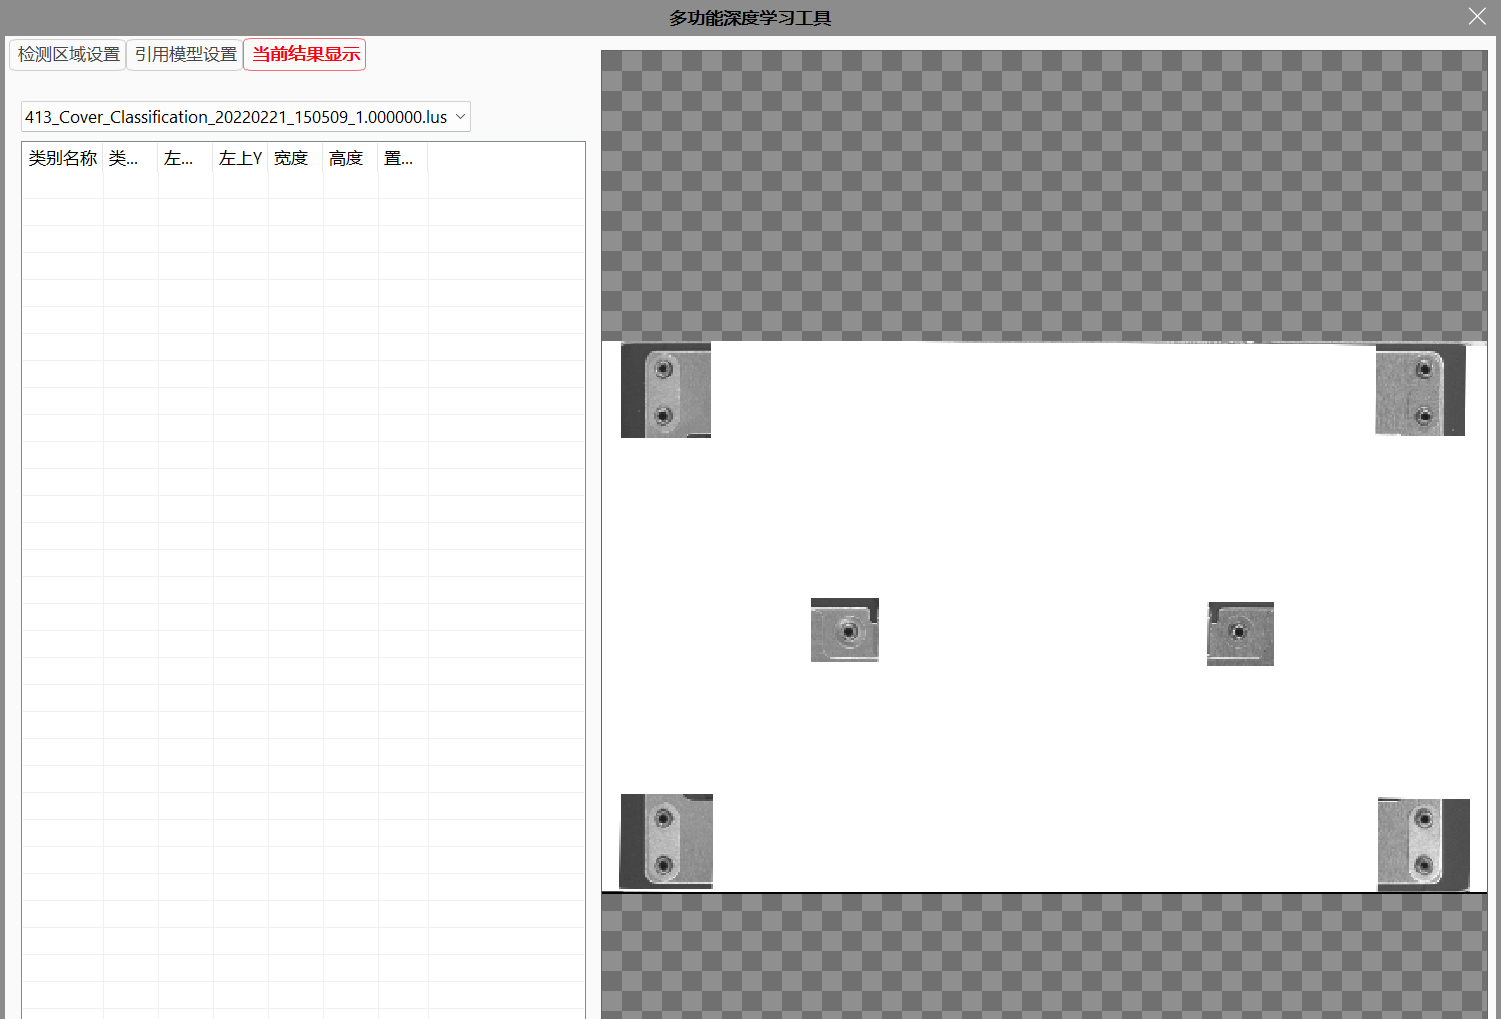 多功能深度学习工具
检测区域设置 引用模型设置 当前结果显示
413_Cover_Classification_20220221_150509_1.000000.lus
类别名称 类... 左... 左上Y 宽度 高度 置...